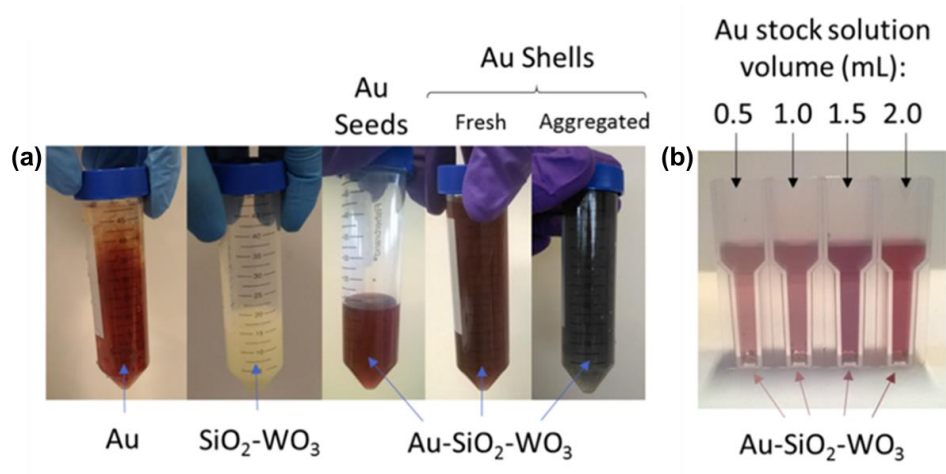 (a)
Au
Seeds
Au Shells
Fresh
Aggregated
Au
SiO₂-WO₃
Au-SiO₂-WO₃
(b)
Au stock solution
volume (mL):
0.5 1.0 1.5 2.0
Au-SiO₂-WO₃